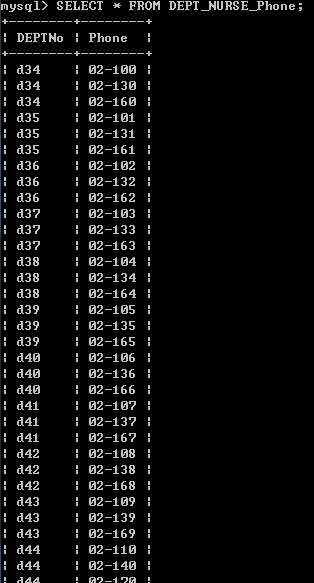 mysql> SELECT * FROM DEPT_NURSE_Phone;
+--------+--------+
| DEPTNo | Phone |
+--------+--------+
| d34 | 02-100 |
| d34 | 02-130 |
| d34 | 02-160 |
| d35 | 02-101 |
| d35 | 02-131 |
| d35 | 02-161 |
| d36 | 02-102 |
| d36 | 02-132 |
| d36 | 02-162 |
| d37 | 02-103 |
| d37 | 02-133 |
| d37 | 02-163 |
| d38 | 02-104 |
| d38 | 02-134 |
| d38 | 02-164 |
| d39 | 02-105 |
| d39 | 02-135 |
| d39 | 02-165 |
| d40 | 02-106 |
| d40 | 02-136 |
| d40 | 02-166 |
| d41 | 02-107 |
| d41 | 02-137 |
| d41 | 02-167 |
| d42 | 02-108 |
| d42 | 02-138 |
| d42 | 02-168 |
| d43 | 02-109 |
| d43 | 02-139 |
| d43 | 02-169 |
| d44 | 02-110 |
| d44 | 02-140 |
| d44 | 02-170 |